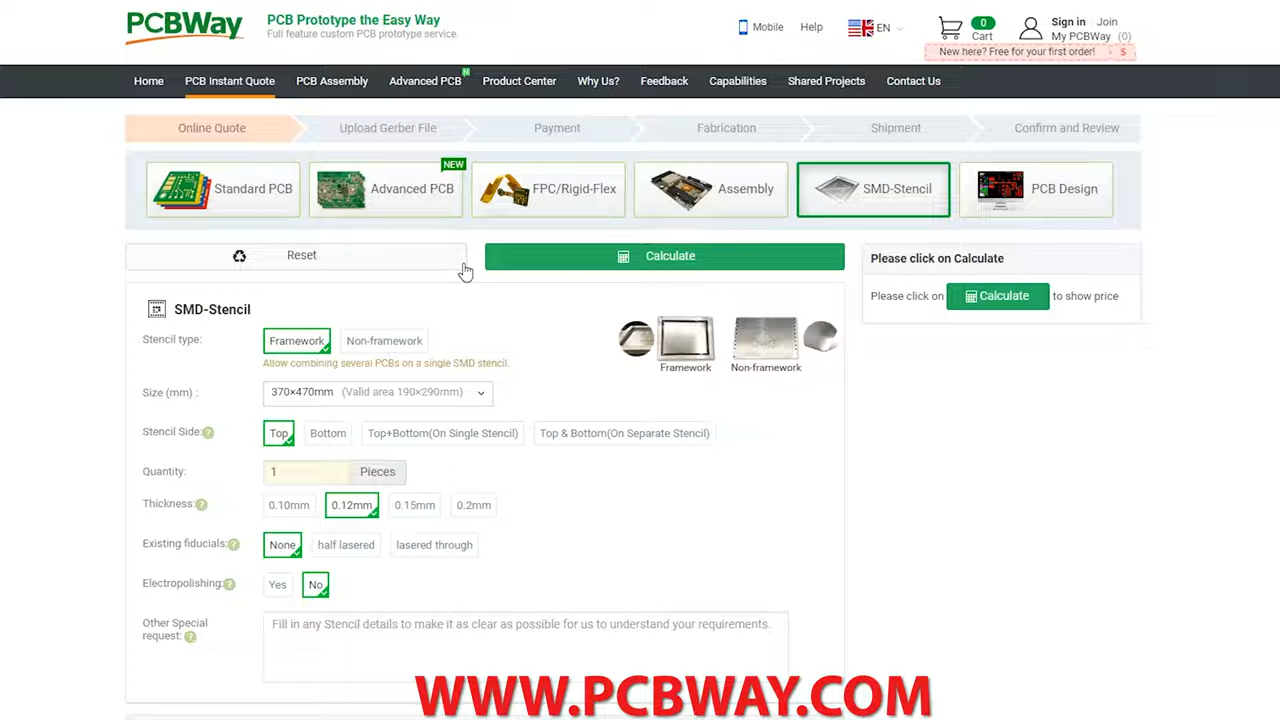 PCBWay
PCB Prototype the Easy Way
Full feature custom PCB prototype service.
Mobile
Help
EN
0
Cart
Sign in Join
My PCBWay (0)
New here? Free for your first order! $
Home
PCB Instant Quote
PCB Assembly
Advanced PCB
N
Product Center
Why Us?
Feedback
Capabilities
Shared Projects
Contact Us
Online Quote
Upload Gerber File
Payment
Fabrication
Shipment
Confirm and Review
Standard PCB
NEW
Advanced PCB
FPC/Rigid-Flex
Assembly
SMD-Stencil
PCB Design
Reset
Calculate
Please click on Calculate
Please click on Calculate to show price
SMD-Stencil
Stencil type: Framework Non-framework
Allow combining several PCBs on a single SMD stencil.
Framework
Non-framework
Size (mm) : 370×470mm (Valid area 190×290mm)
Stencil Side:? Top Bottom Top+Bottom(On Single Stencil) Top & Bottom(On Separate Stencil)
Quantity: 1 Pieces
Thickness:? 0.10mm 0.12mm 0.15mm 0.2mm
Existing fiducials:? None half lasered lasered through
Electropolishing:? Yes No
Other Special
request: ?
Fill in any Stencil details to make it as clear as possible for us to understand your requirements.
WWW.PCBWAY.COM